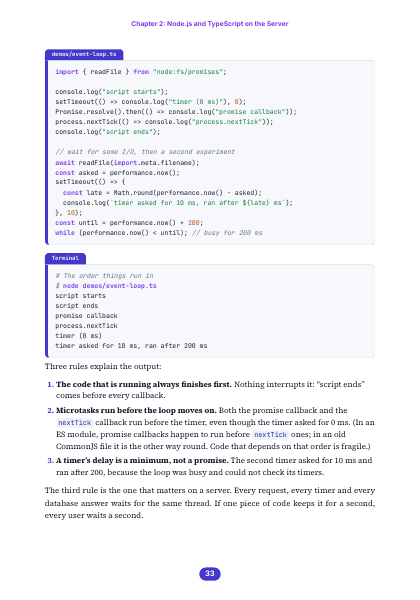 Chapter 2: Node.js and TypeScript on the Server
demos/event-loop.ts
import { readFile } from "node:fs/promises";
console.log("script starts");
setTimeout(() => console.log("timer (0 ms)"), 0);
Promise.resolve().then(() => console.log("promise callback"));
process.nextTick(() => console.log("process.nextTick"));
console.log("script ends");
// wait for some I/O, then a second experiment
await readFile(import.meta.filename);
const asked = performance.now();
setTimeout(() => {
  const late = Math.round(performance.now() - asked);
  console.log(`timer asked for 10 ms, ran after ${late} ms`);
}, 10);
const until = performance.now() + 200;
while (performance.now() < until); // busy for 200 ms
Terminal
# The order things run in
$ node demos/event-loop.ts
script starts
script ends
promise callback
process.nextTick
timer (0 ms)
timer asked for 10 ms, ran after 200 ms
Three rules explain the output:
1. The code that is running always finishes first. Nothing interrupts it: “script ends”
comes before every callback.
2. Microtasks run before the loop moves on. Both the promise callback and the
nextTick callback run before the timer, even though the timer asked for 0 ms. (In an
ES module, promise callbacks happen to run before nextTick ones; in an old
CommonJS file it is the other way round. Code that depends on that order is fragile.)
3. A timer’s delay is a minimum, not a promise. The second timer asked for 10 ms and
ran after 200, because the loop was busy and could not check its timers.
The third rule is the one that matters on a server. Every request, every timer and every
database answer waits for the same thread. If one piece of code keeps it for a second,
every user waits a second.
33